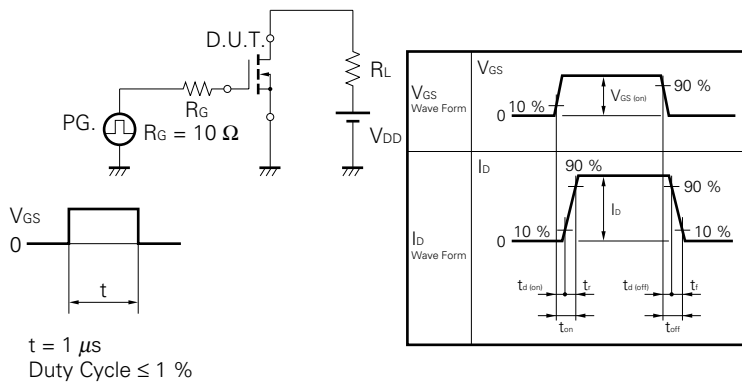 D.U.T.
RL
RG
PG.
RG = 10 Ω
VDD
VGS
0
t
t = 1 μs
Duty Cycle ≤ 1 %
VGS
Wave Form
VGS
10 %
VGS (on)
90 %
0
ID
Wave Form
ID
90 %
90 %
ID
10 %
10 %
0
td (on)
tr
td (off)
tf
ton
toff